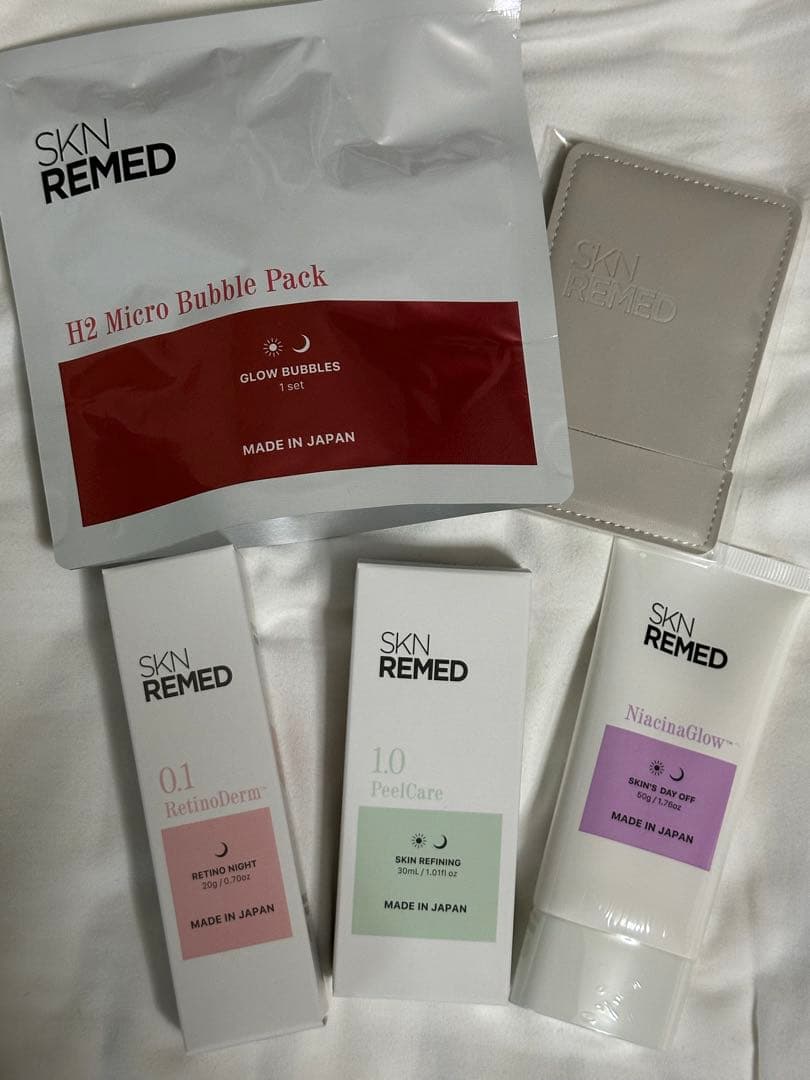 SKN
REMED
H2 Micro Bubble Pack
GLOW BUBBLES
1 set
MADE IN JAPAN
SKN
REMED
SKN
REMED
0.1
RetinoDerm™
RETINO NIGHT
20g / 0.70oz
MADE IN JAPAN
SKN
REMED
1.0
PeelCare
SKIN REFINING
30mL / 1.01fl oz
MADE IN JAPAN
SKN
REMED
NiacinaGlow™
SKIN'S DAY OFF
50g / 1.76oz
MADE IN JAPAN